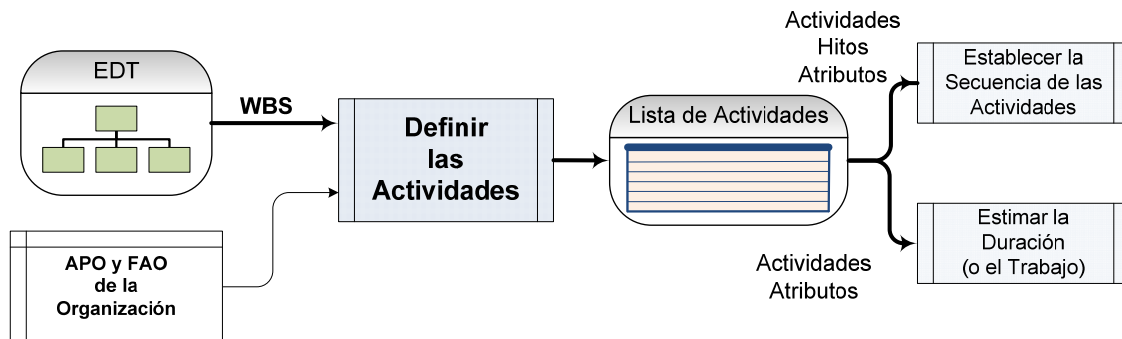 EDT
WBS
APO y FAO
de la
Organización
Definir
las
Actividades
Lista de Actividades
Actividades
Hitos
Atributos
Establecer la
Secuencia de las
Actividades
Actividades
Atributos
Estimar la
Duración
(o el Trabajo)